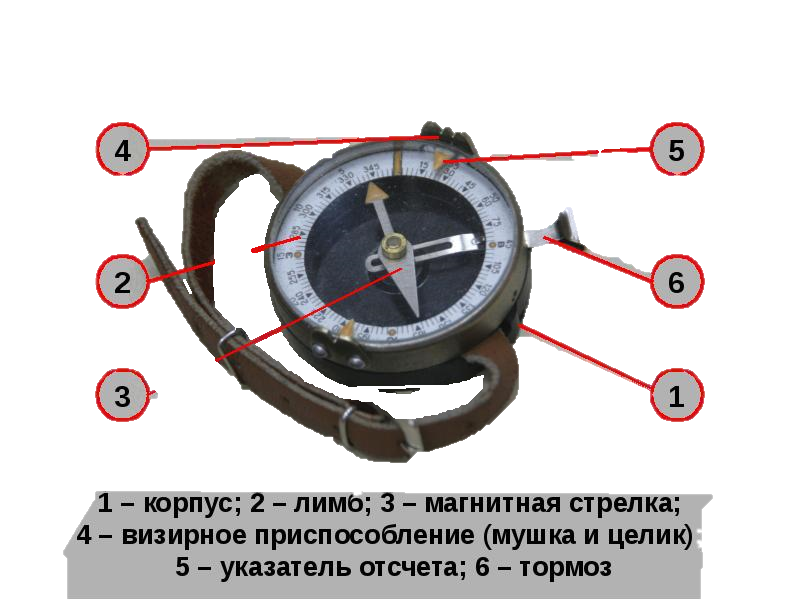 4
5
2
6
3
1
1 – корпус; 2 – лимб; 3 – магнитная стрелка;
4 – визирное приспособление (мушка и целик)
5 – указатель отсчета; 6 – тормоз